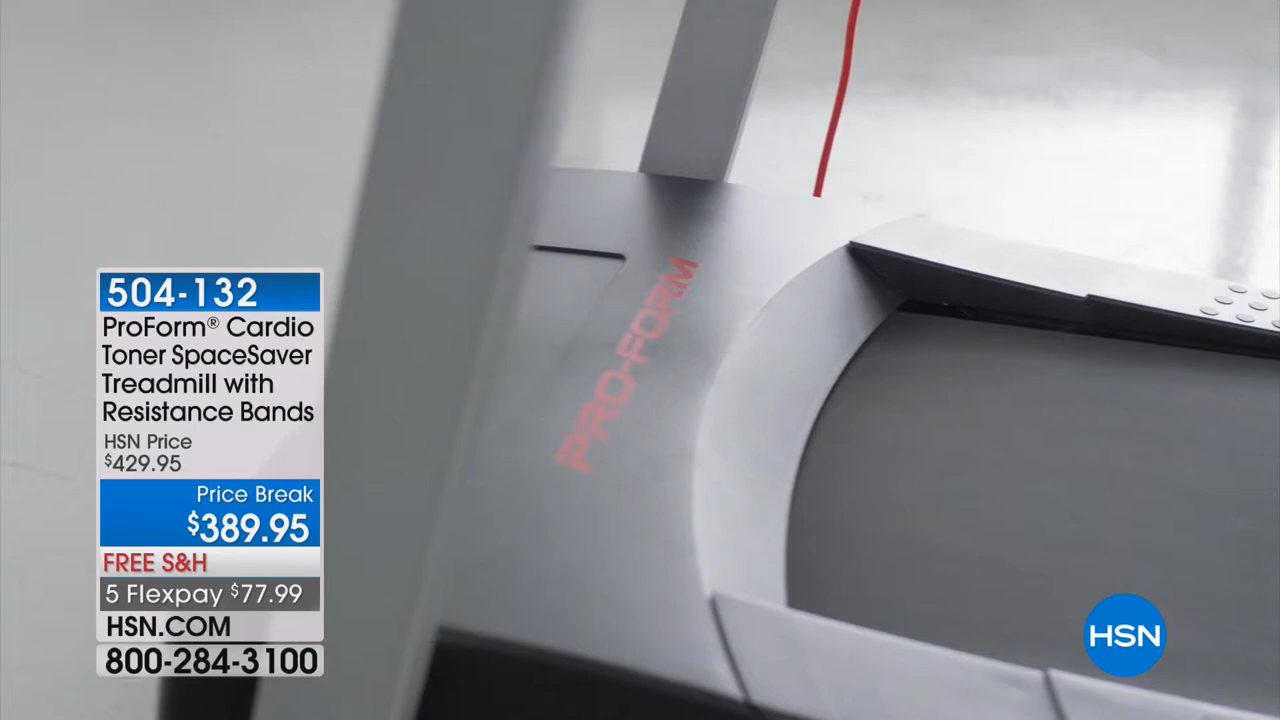 504-132
ProForm® Cardio
Toner SpaceSaver
Treadmill with
Resistance Bands
HSN Price
$429.95
Price Break
$389.95
FREE S&H
5 Flexpay $77.99
HSN.COM
800-284-3100
PRO-FORM
HSN